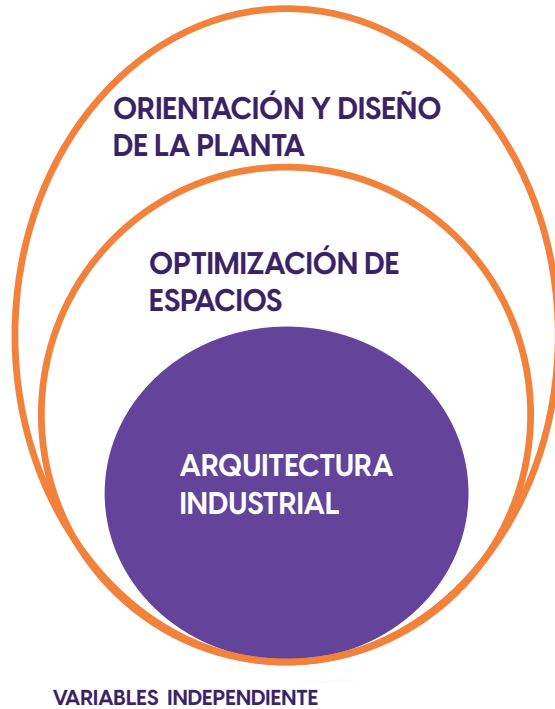 ORIENTACIÓN Y DISEÑO
DE LA PLANTA
OPTIMIZACIÓN DE
ESPACIOS
ARQUITECTURA
INDUSTRIAL
VARIABLES INDEPENDIENTE